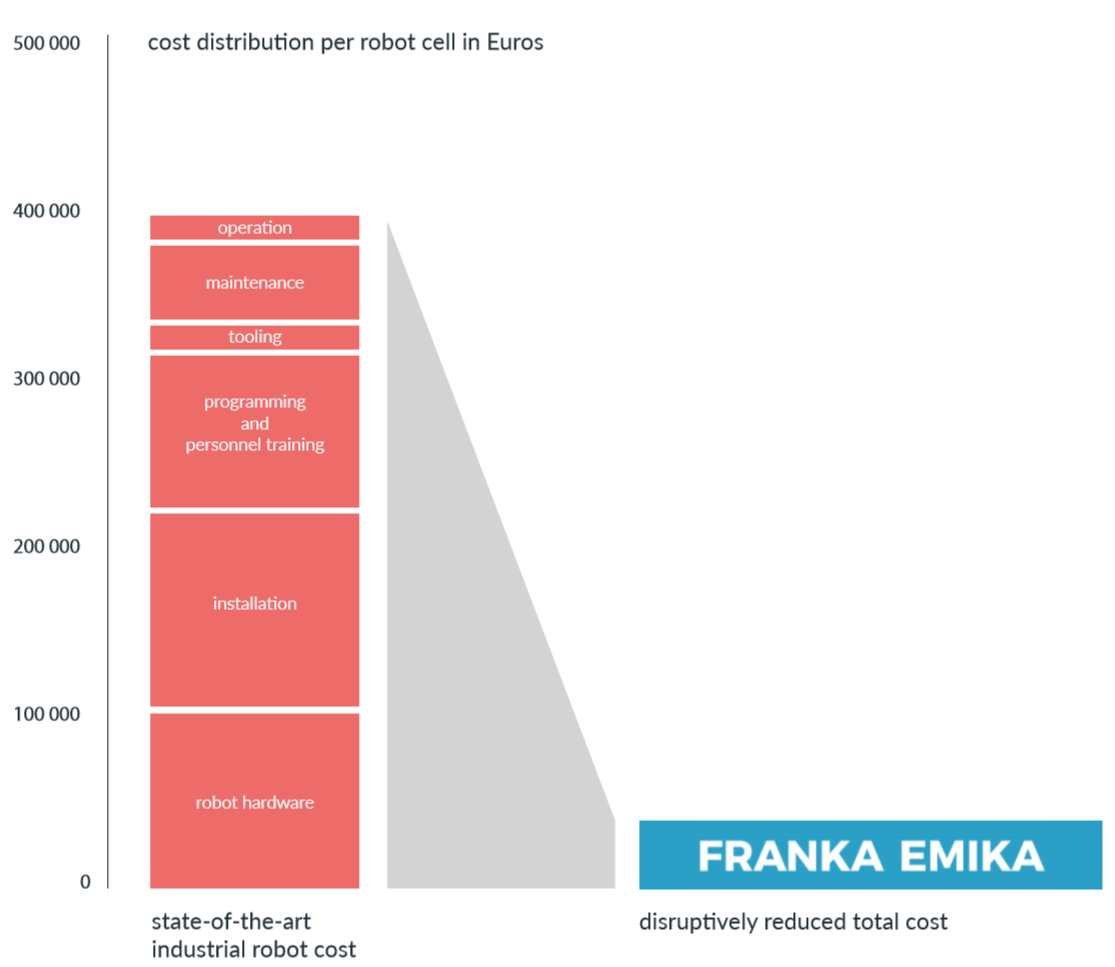 cost distribution per robot cell in Euros
500 000
400 000
300 000
200 000
100 000
0
operation
maintenance
tooling
programming
and
personnel training
installation
robot hardware
FRANKA EMIKA
state-of-the-art
industrial robot cost
disruptively reduced total cost